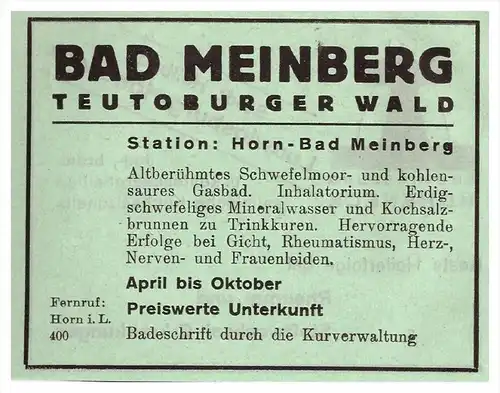 BAD MEINBERG
TEUTOBURGER WALD
Station: Horn-Bad Meinberg
Altberühmtes Schwefelmoor- und kohlen-
saures Gasbad. Inhalatorium. Erdig-
schwefeliges Mineralwasser und Kochsalz-
brunnen zu Trinkkuren. Hervorragende
Erfolge bei Gicht, Rheumatismus, Herz-,
Nerven- und Frauenleiden.
April bis Oktober
Preiswerte Unterkunft
Badeschrift durch die Kurverwaltung
Fernruf:
Horn i. L.
400